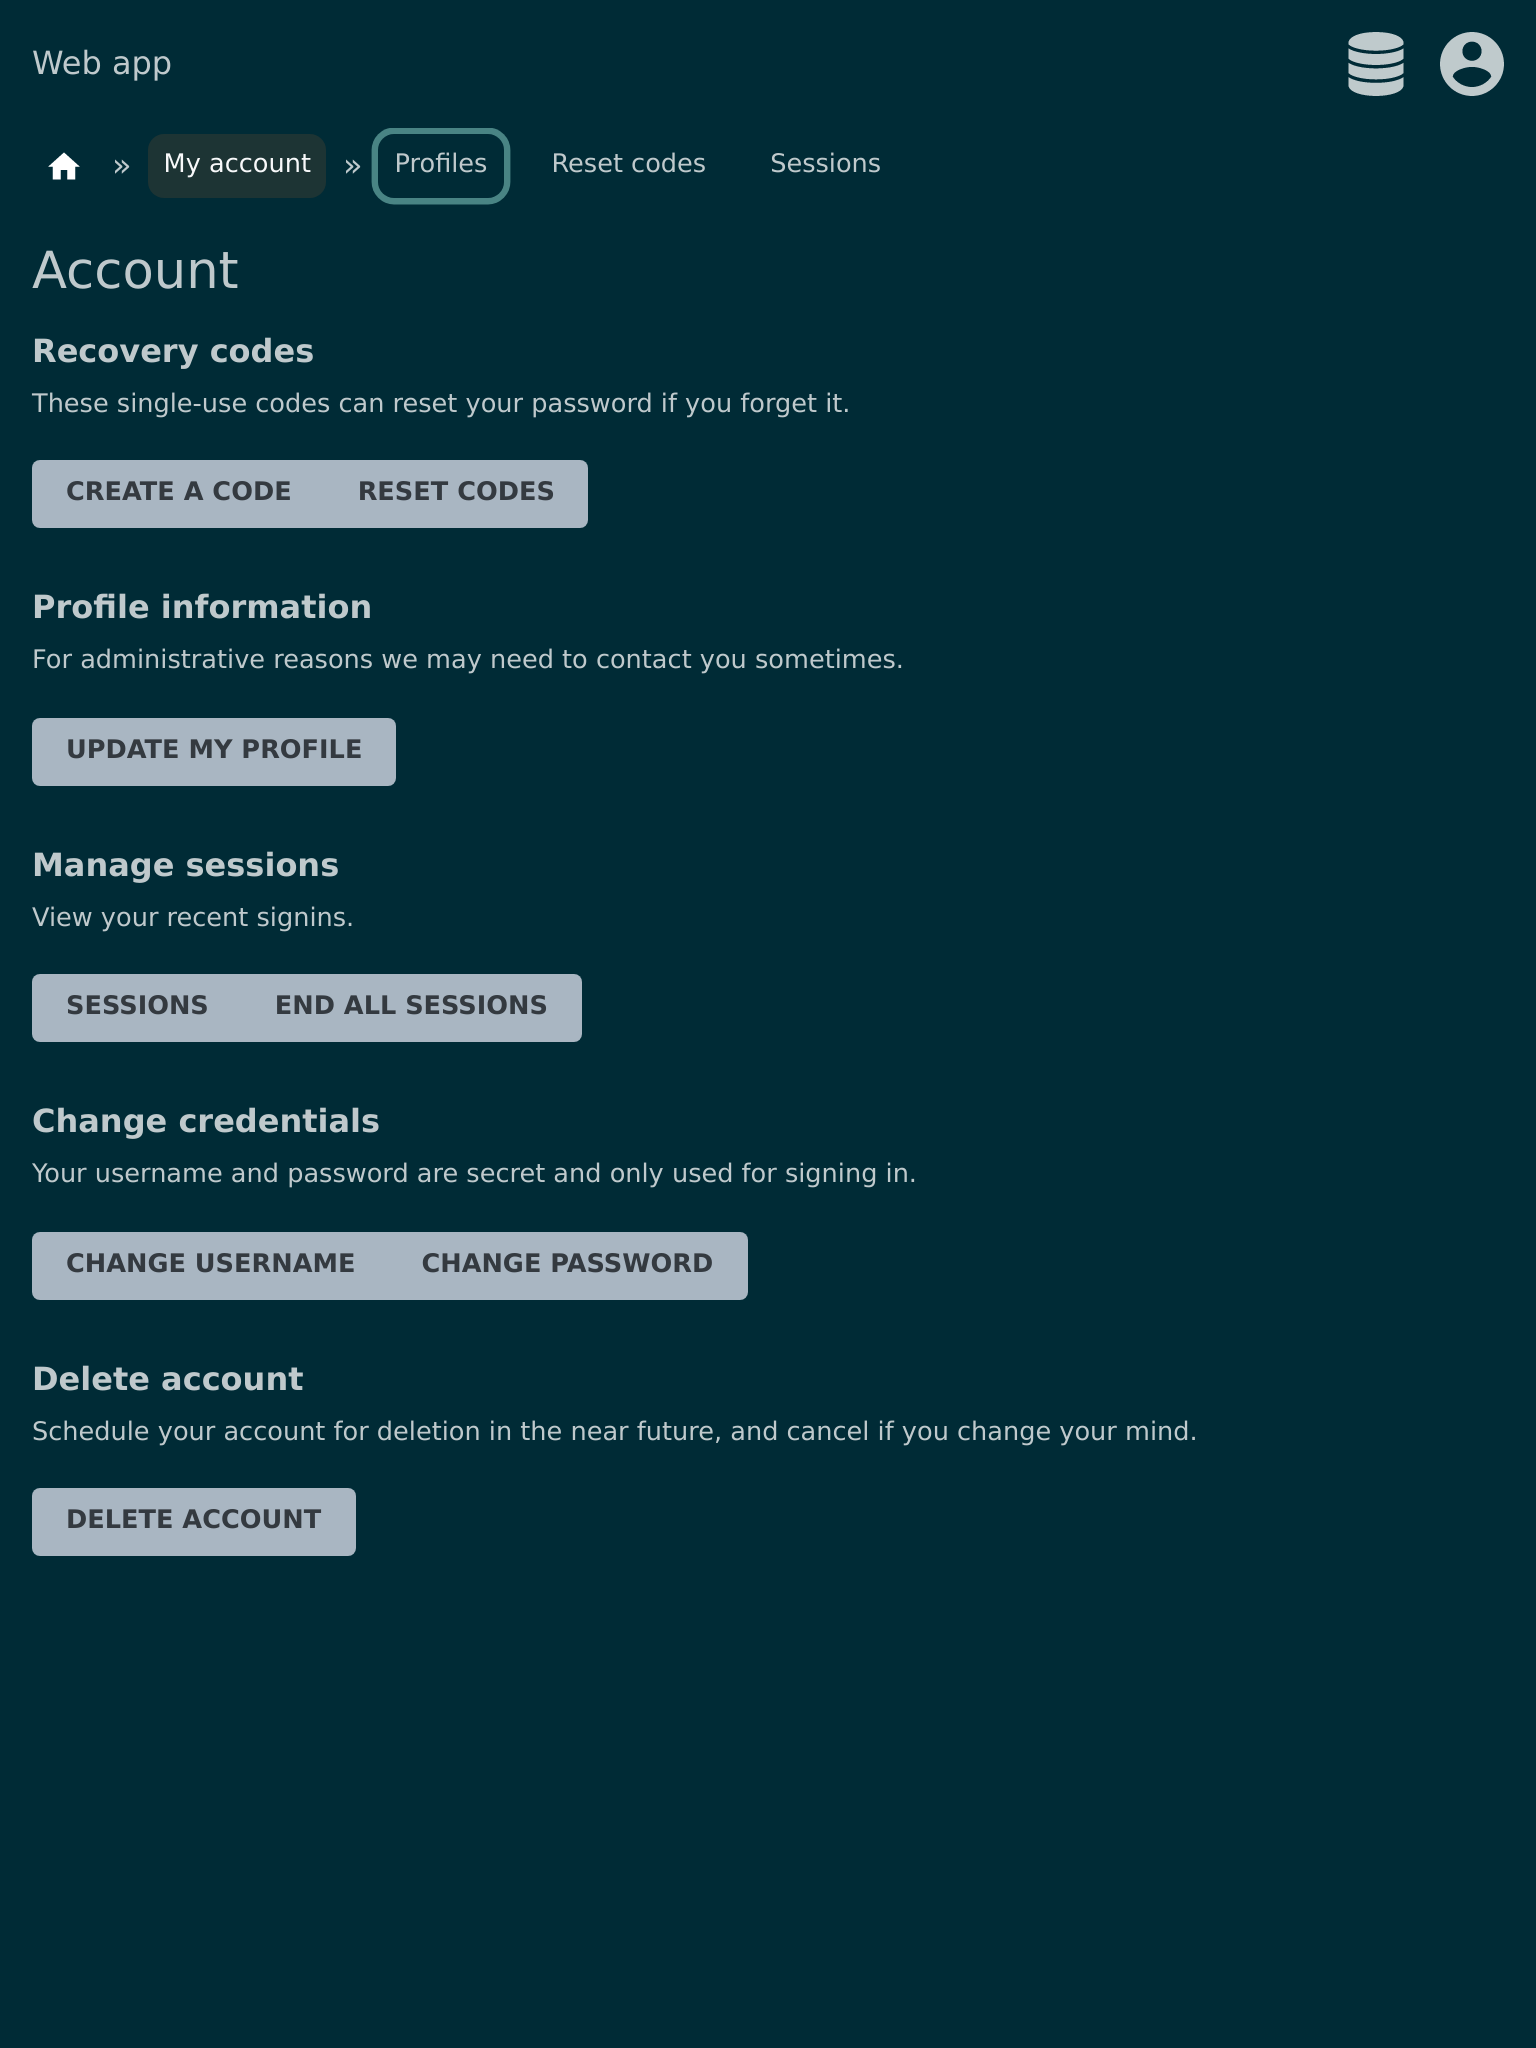 Web app
» My account » Profiles Reset codes Sessions
Account
Recovery codes
These single-use codes can reset your password if you forget it.
CREATE A CODE RESET CODES
Profile information
For administrative reasons we may need to contact you sometimes.
UPDATE MY PROFILE
Manage sessions
View your recent signins.
SESSIONS END ALL SESSIONS
Change credentials
Your username and password are secret and only used for signing in.
CHANGE USERNAME CHANGE PASSWORD
Delete account
Schedule your account for deletion in the near future, and cancel if you change your mind.
DELETE ACCOUNT